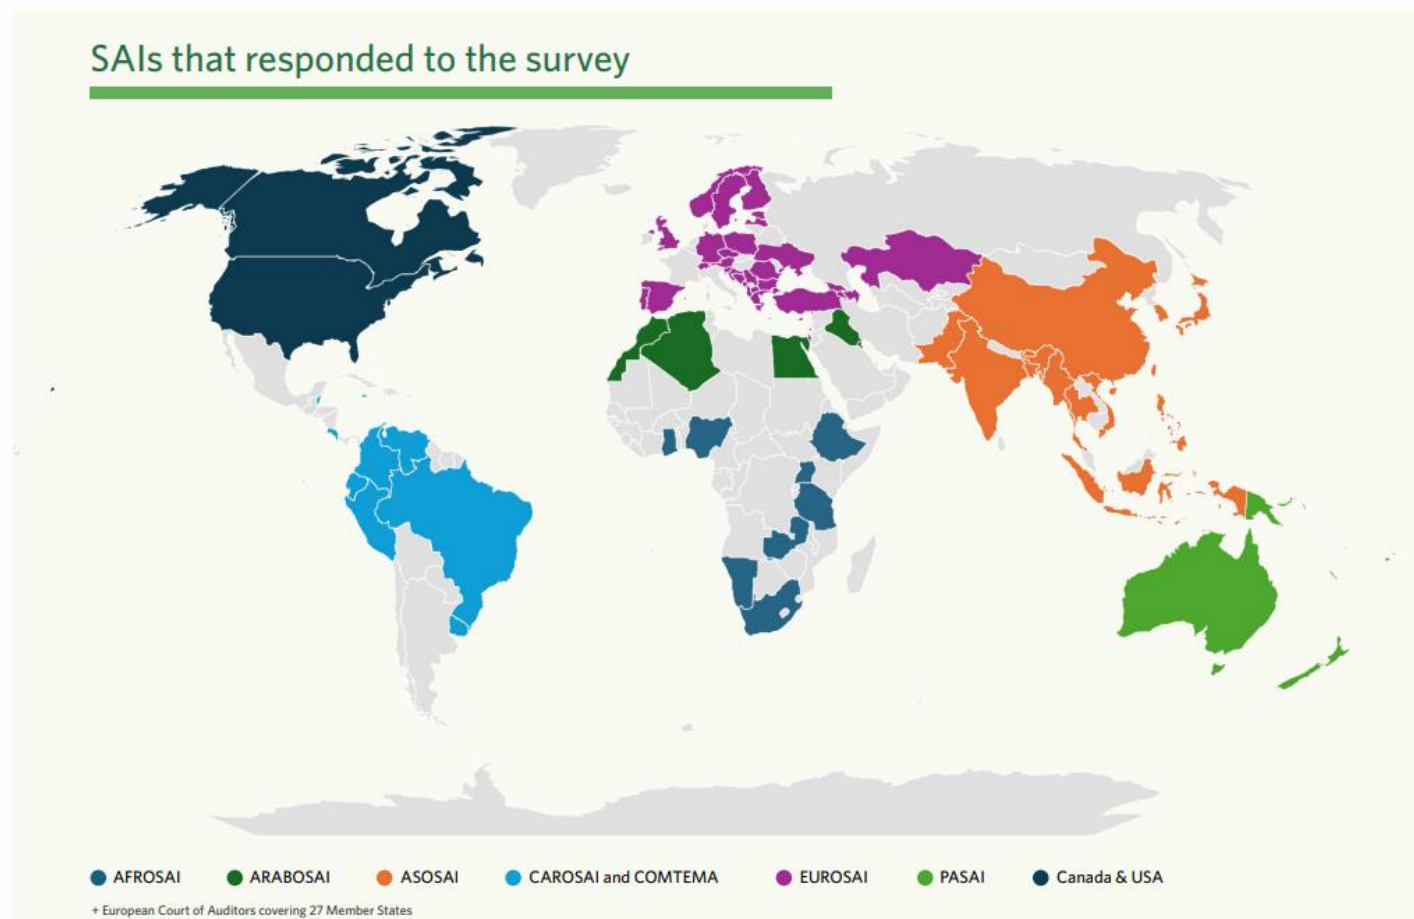 SAIs that responded to the survey
AFROSAI ARABOSAI ASOSAI CAROSAI and COMTEMA EUROSAI PASAI Canada & USA
+ European Court of Auditors covering 27 Member States